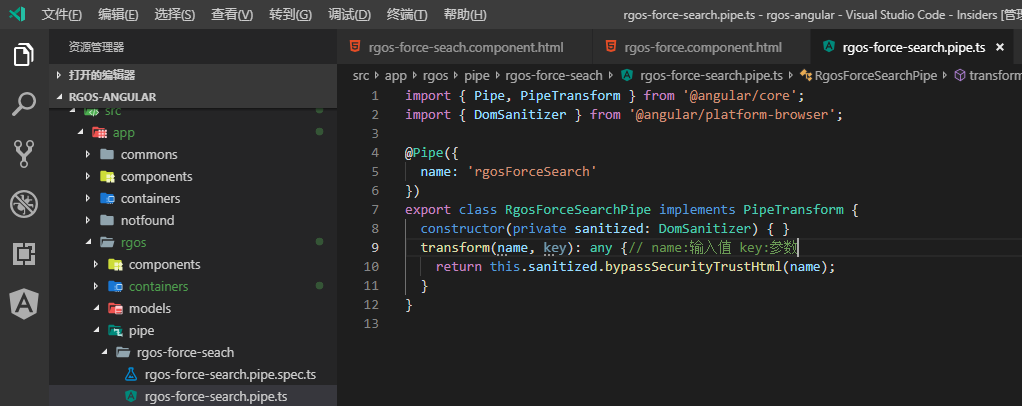 文件(F) 编辑(E) 选择(S) 查看(V) 转到(G) 调试(D) 终端(T) 帮助(H) rgos-force-search.pipe.ts - rgos-angular - Visual Studio Code - Insiders [管理
资源管理器
打开的编辑器
RGOS-ANGULAR
src
app
commons
components
containers
notfound
rgos
components
containers
models
pipe
rgos-force-seach
rgos-force-search.pipe.spec.ts
rgos-force-search.pipe.ts
rgos-force-seach.component.html rgos-force.component.html rgos-force-search.pipe.ts ×
src › app › rgos › pipe › rgos-force-seach › rgos-force-search.pipe.ts › RgosForceSearchPipe › transform
1 import { Pipe, PipeTransform } from '@angular/core';
2 import { DomSanitizer } from '@angular/platform-browser';
3
4 @Pipe({
5 name: 'rgosForceSearch'
6 })
7 export class RgosForceSearchPipe implements PipeTransform {
8 constructor(private sanitized: DomSanitizer) { }
9 transform(name, key): any {// name:输入值 key:参数
10 return this.sanitized.bypassSecurityTrustHtml(name);
11 }
12 }
13